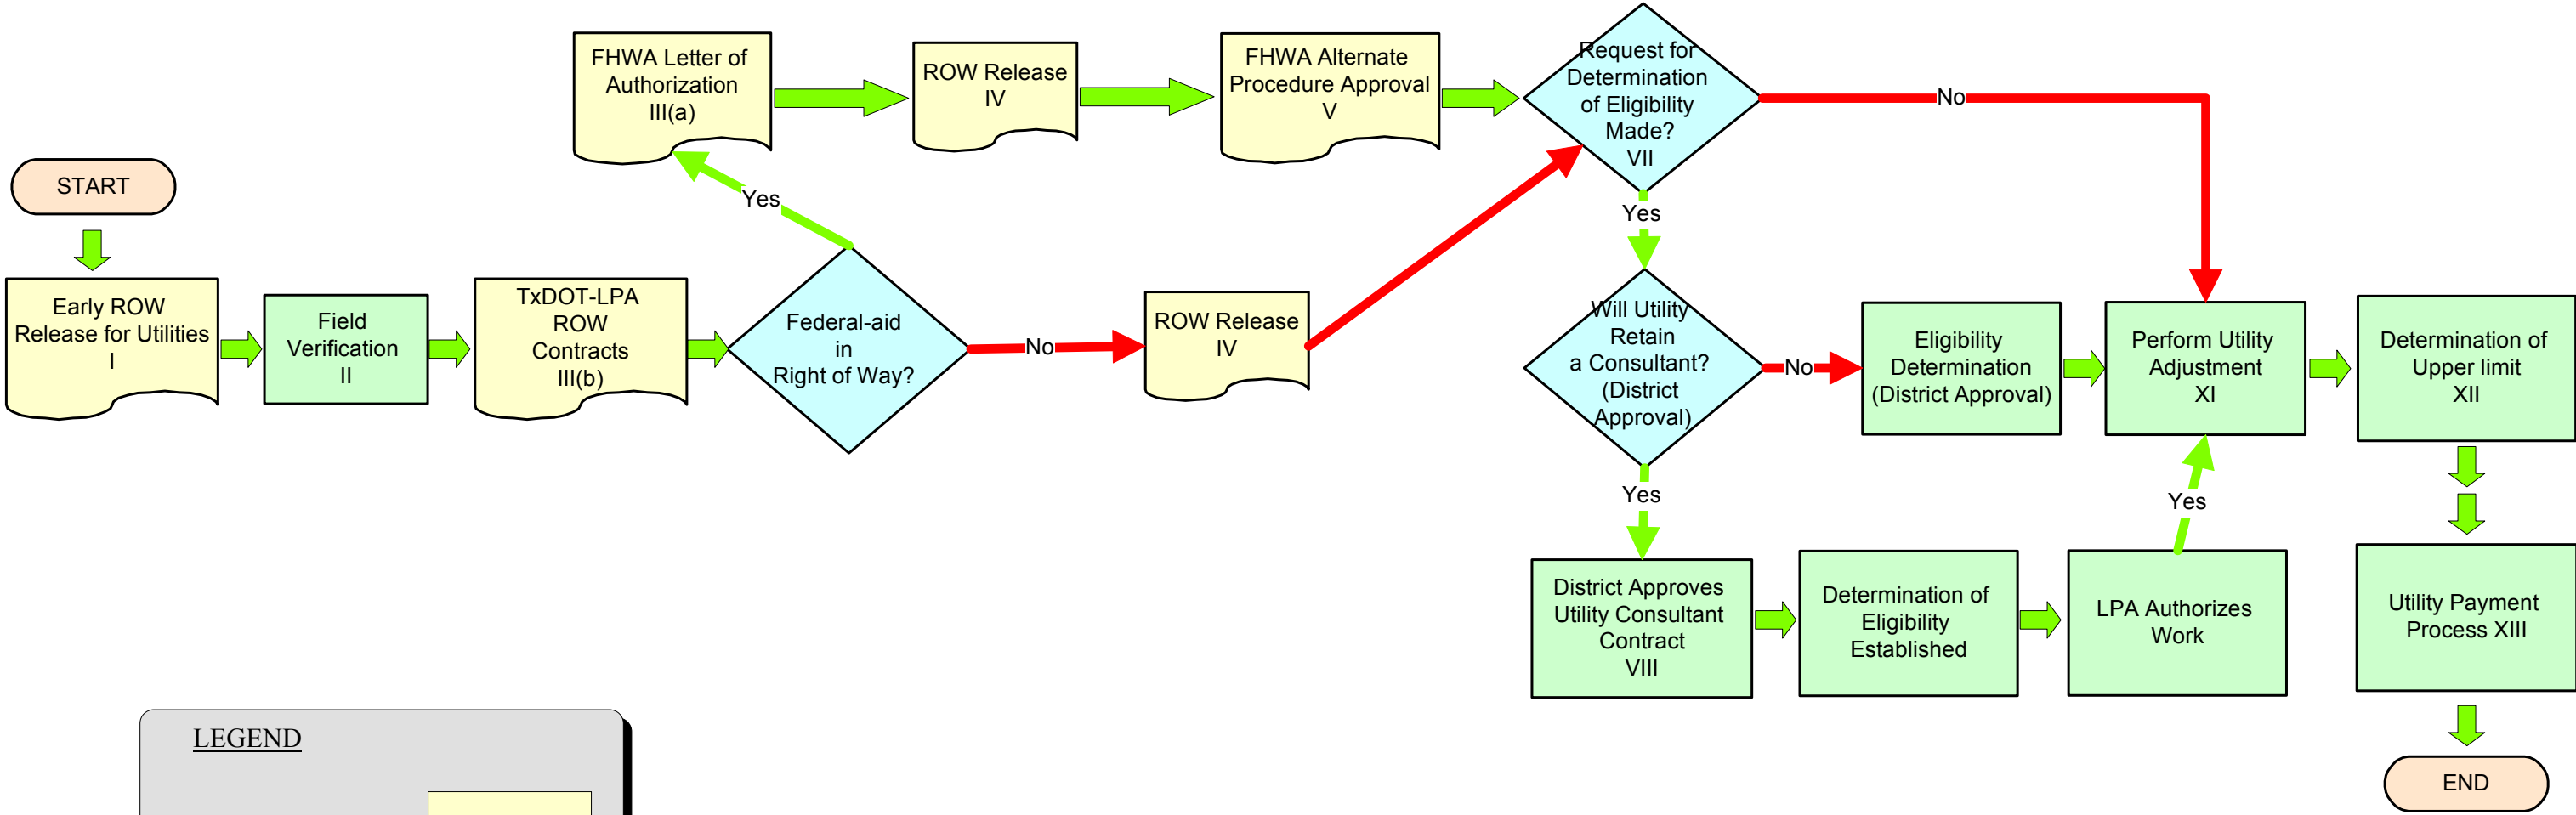 START
Early ROW
Release for Utilities
I
Field
Verification
II
TxDOT-LPA
ROW
Contracts
III(b)
Federal-aid
in
Right of Way?
Yes
FHWA Letter of
Authorization
III(a)
ROW Release
IV
FHWA Alternate
Procedure Approval
V
No
ROW Release
IV
Request for
Determination
of Eligibility
Made?
VII
No
Yes
Will Utility
Retain
a Consultant?
(District
Approval)
No
Eligibility
Determination
(District Approval)
Perform Utility
Adjustment
XI
Determination of
Upper limit
XII
Yes
District Approves
Utility Consultant
Contract
VIII
Determination of
Eligibility
Established
LPA Authorizes
Work
Yes
Utility Payment
Process XIII
END
LEGEND